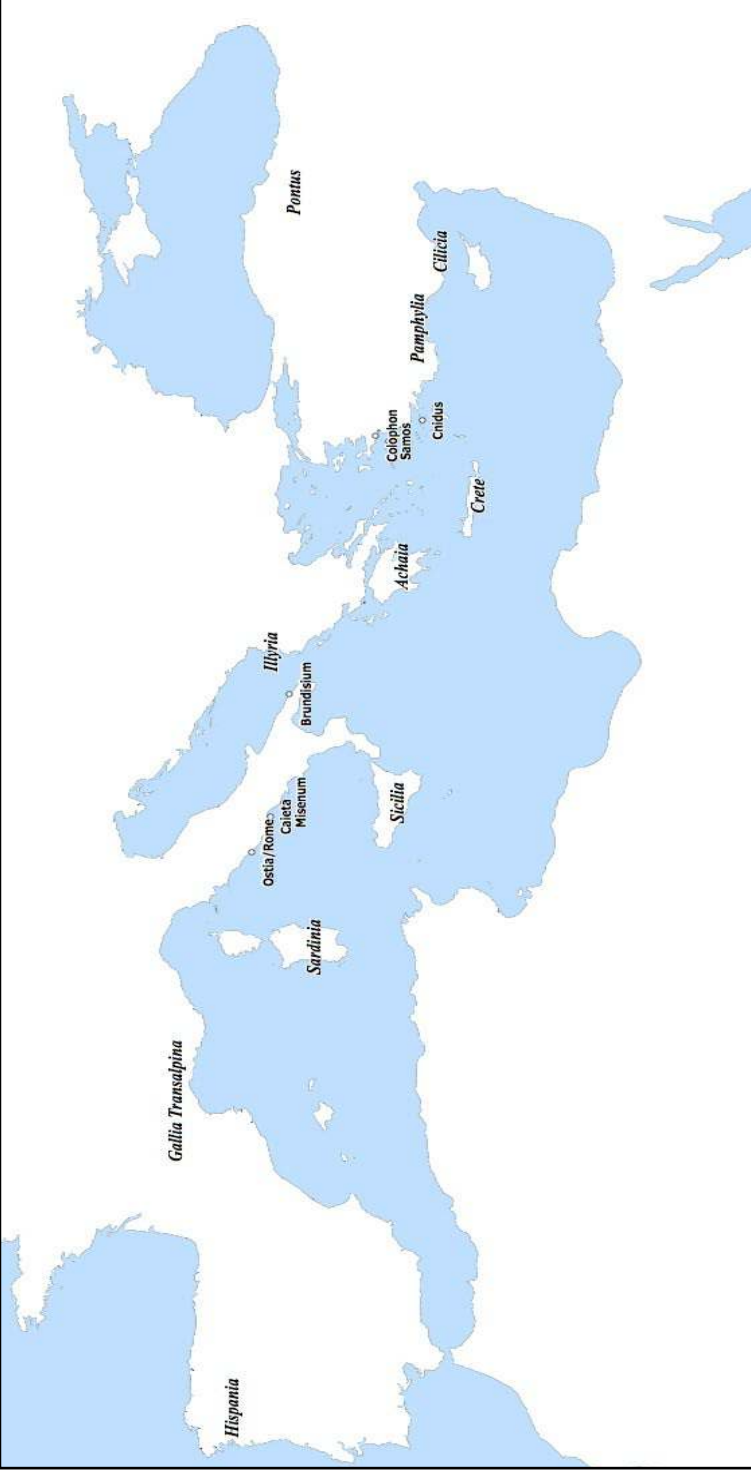 Hispania
Gallia Transalpina
Sardinia
Ostia/Rome
Caieta
Misenum
Sicilia
Brundisium
Illyria
Achaia
Crete
Colophon
Samos
Cnidus
Pamphylia
Cilicia
Pontus